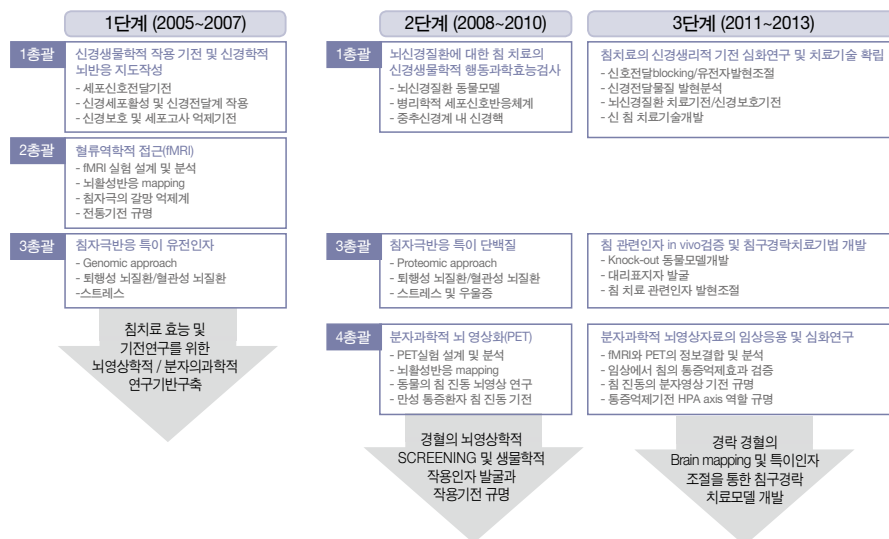 1단계 (2005~2007)
1총괄
신경생물학적 작용 기전 및 신경학적
뇌반응 지도작성
- 세포신호전달기전
- 신경세포활성 및 신경전달계 작용
- 신경보호 및 세포고사 억제기전
2총괄
혈류역학적 접근(fMRI)
- fMRI 실험 설계 및 분석
- 뇌활성반응 mapping
- 침자극의 갈망 억제계
- 전통기전 규명
3총괄
침자극반응 특이 유전인자
- Genomic approach
- 퇴행성 뇌질환/혈관성 뇌질환
-스트레스
침치료 효능 및
기전연구를 위한
뇌영상학적 / 분자의과학적
연구기반구축
2단계 (2008~2010)
1총괄
뇌신경질환에 대한 침 치료의
신경생물학적 행동과학효능검사
- 뇌신경질환 동물모델
- 병리학적 세포신호반응체계
- 중추신경계 내 신경핵
3총괄
침자극반응 특이 단백질
- Proteomic approach
- 퇴행성 뇌질환/혈관성 뇌질환
- 스트레스 및 우울증
4총괄
분자과학적 뇌 영상화(PET)
- PET실험 설계 및 분석
- 뇌활성반응 mapping
- 동물의 침 진동 뇌영상 연구
- 만성 통증환자 침 진동 기전
경혈의 뇌영상학적
SCREENING 및 생물학적
작용인자 발굴과
작용기전 규명
3단계 (2011~2013)
침치료의 신경생리적 기전 심화연구 및 치료기술 확립
- 신호전달blocking/유전자발현조절
- 신경전달물질 발현분석
- 뇌신경질환 치료기전/신경보호기전
- 신 침 치료기술개발
침 관련인자 in vivo검증 및 침구경락치료기법 개발
- Knock-out 동물모델개발
- 대리표지자 발굴
- 침 치료 관련인자 발현조절
분자과학적 뇌영상자료의 임상응용 및 심화연구
- fMRI와 PET의 정보결합 및 분석
- 임상에서 침의 통증억제효과 검증
- 침 진통의 분자영상 기전 규명
- 통증억제기전 HPA axis 역할 규명
경락 경혈의
Brain mapping 및 특이인자
조절을 통한 침구경락
치료모델 개발